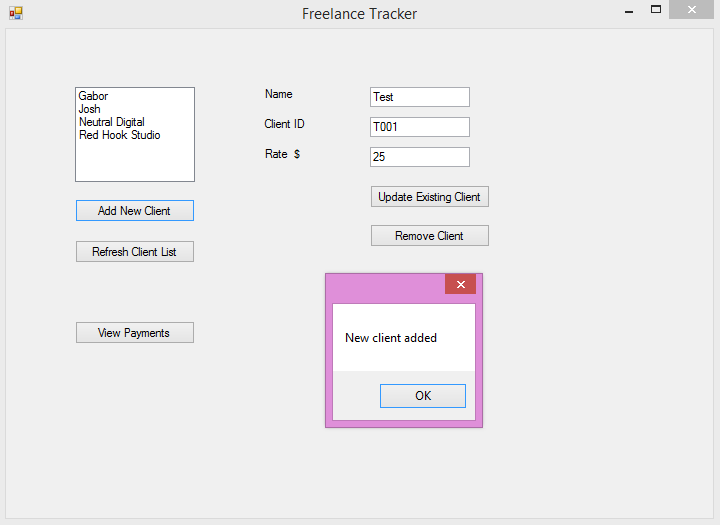 Freelance Tracker
Gabor
Josh
Neutral Digital
Red Hook Studio
Add New Client
Refresh Client List
View Payments
Name
Test
Client ID
T001
Rate $
25
Update Existing Client
Remove Client
New client added
OK